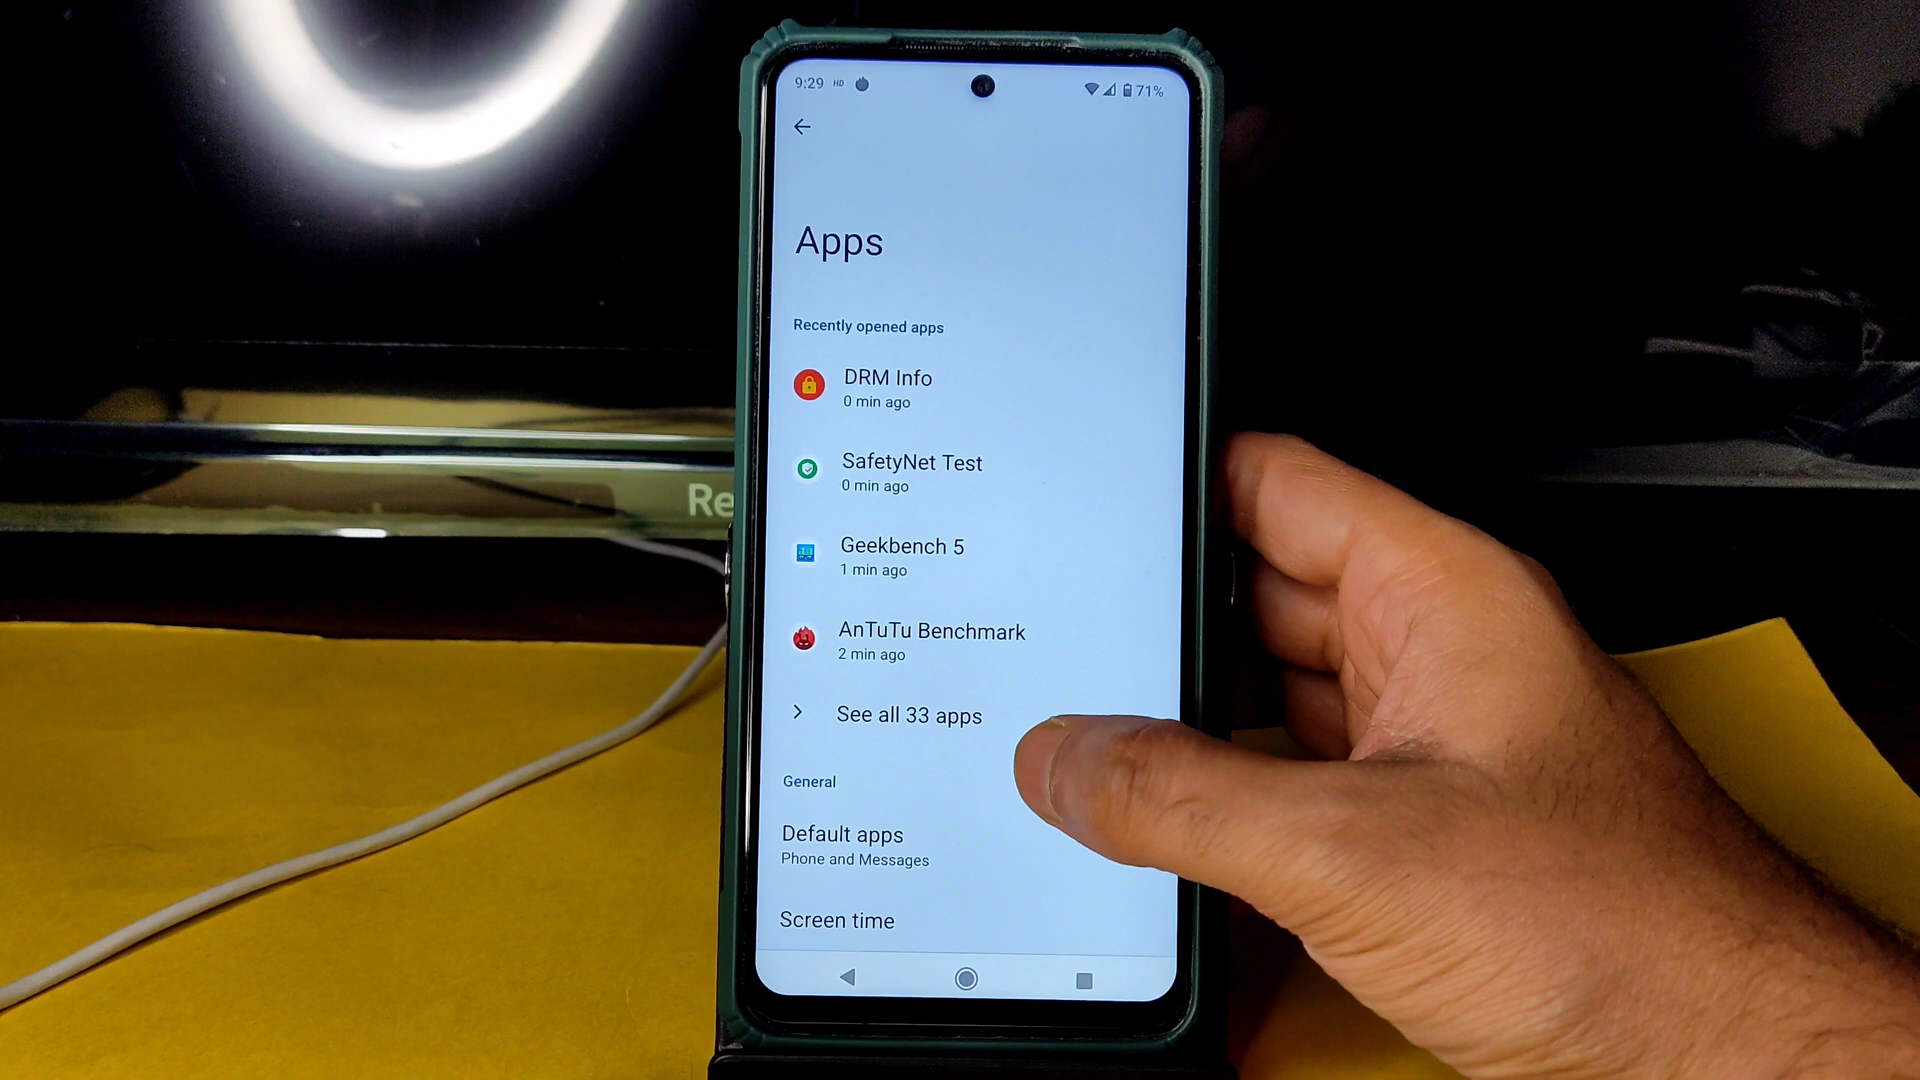 9:29 HD 71%
Apps
Recently opened apps
DRM Info
0 min ago
SafetyNet Test
0 min ago
Geekbench 5
1 min ago
AnTuTu Benchmark
2 min ago
See all 33 apps
General
Default apps
Phone and Messages
Screen time
Re